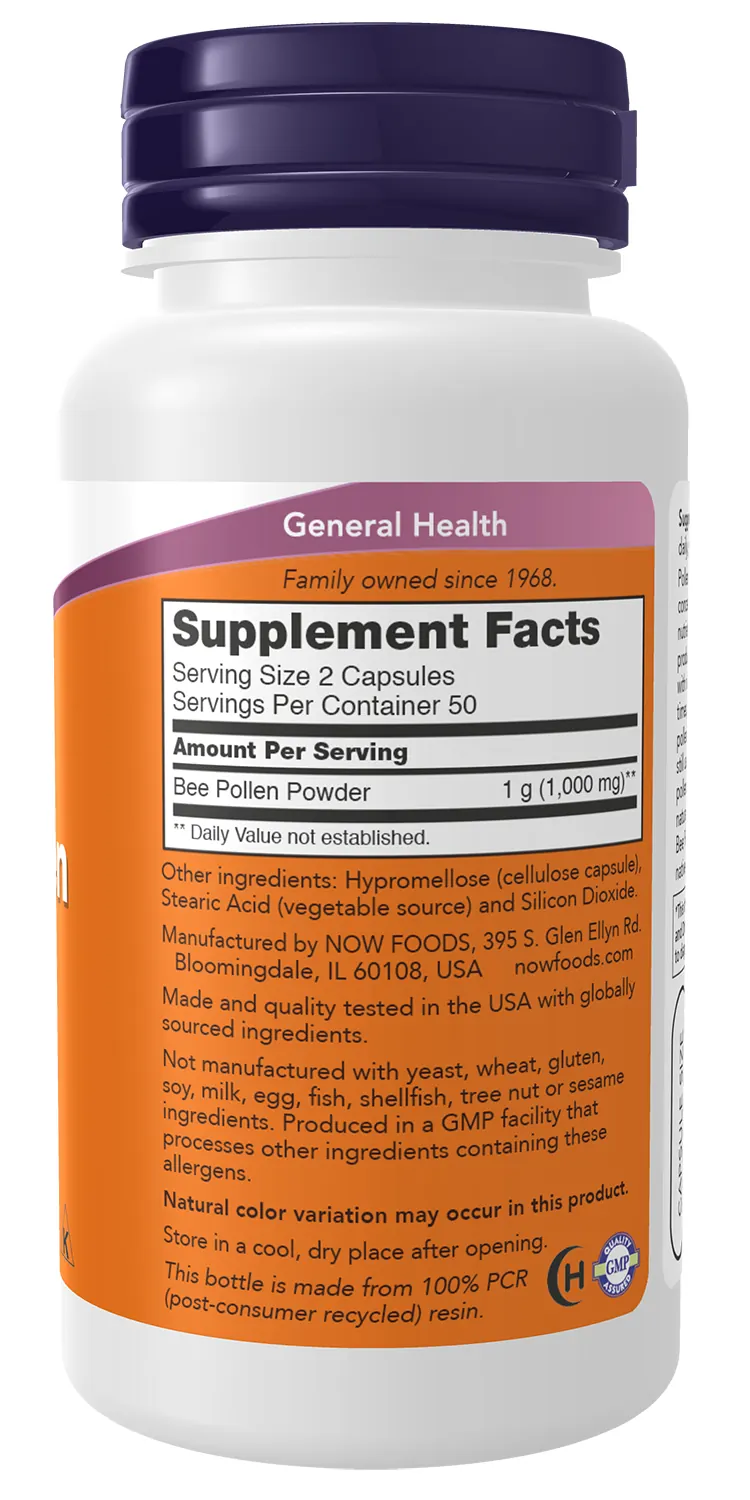 General Health
Family owned since 1968.
Supplement Facts
Serving Size 2 Capsules
Servings Per Container 50
Amount Per Serving
Bee Pollen Powder 1 g (1,000 mg)**
** Daily Value not established.
Other ingredients: Hypromellose (cellulose capsule),
Stearic Acid (vegetable source) and Silicon Dioxide.
Manufactured by NOW FOODS, 395 S. Glen Ellyn Rd.
Bloomingdale, IL 60108, USA nowfoods.com
Made and quality tested in the USA with globally
sourced ingredients.
Not manufactured with yeast, wheat, gluten,
soy, milk, egg, fish, shellfish, tree nut or sesame
ingredients. Produced in a GMP facility that
processes other ingredients containing these
allergens.
Natural color variation may occur in this product.
Store in a cool, dry place after opening.
This bottle is made from 100% PCR
(post-consumer recycled) resin.
H
QUALITY
GMP
ASSURED
K
CAPSULE SIZE